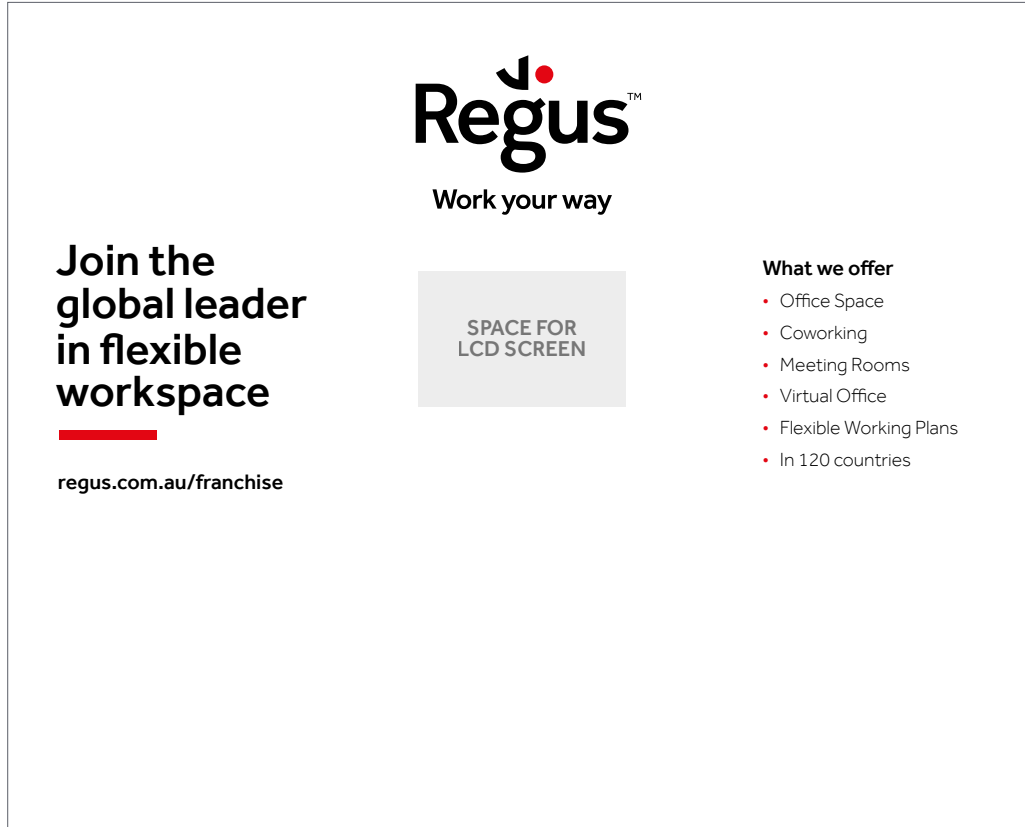 Regus™
Work your way
Join the
global leader
in flexible
workspace
regus.com.au/franchise
SPACE FOR
LCD SCREEN
What we offer
• Office Space
• Coworking
• Meeting Rooms
• Virtual Office
• Flexible Working Plans
• In 120 countries